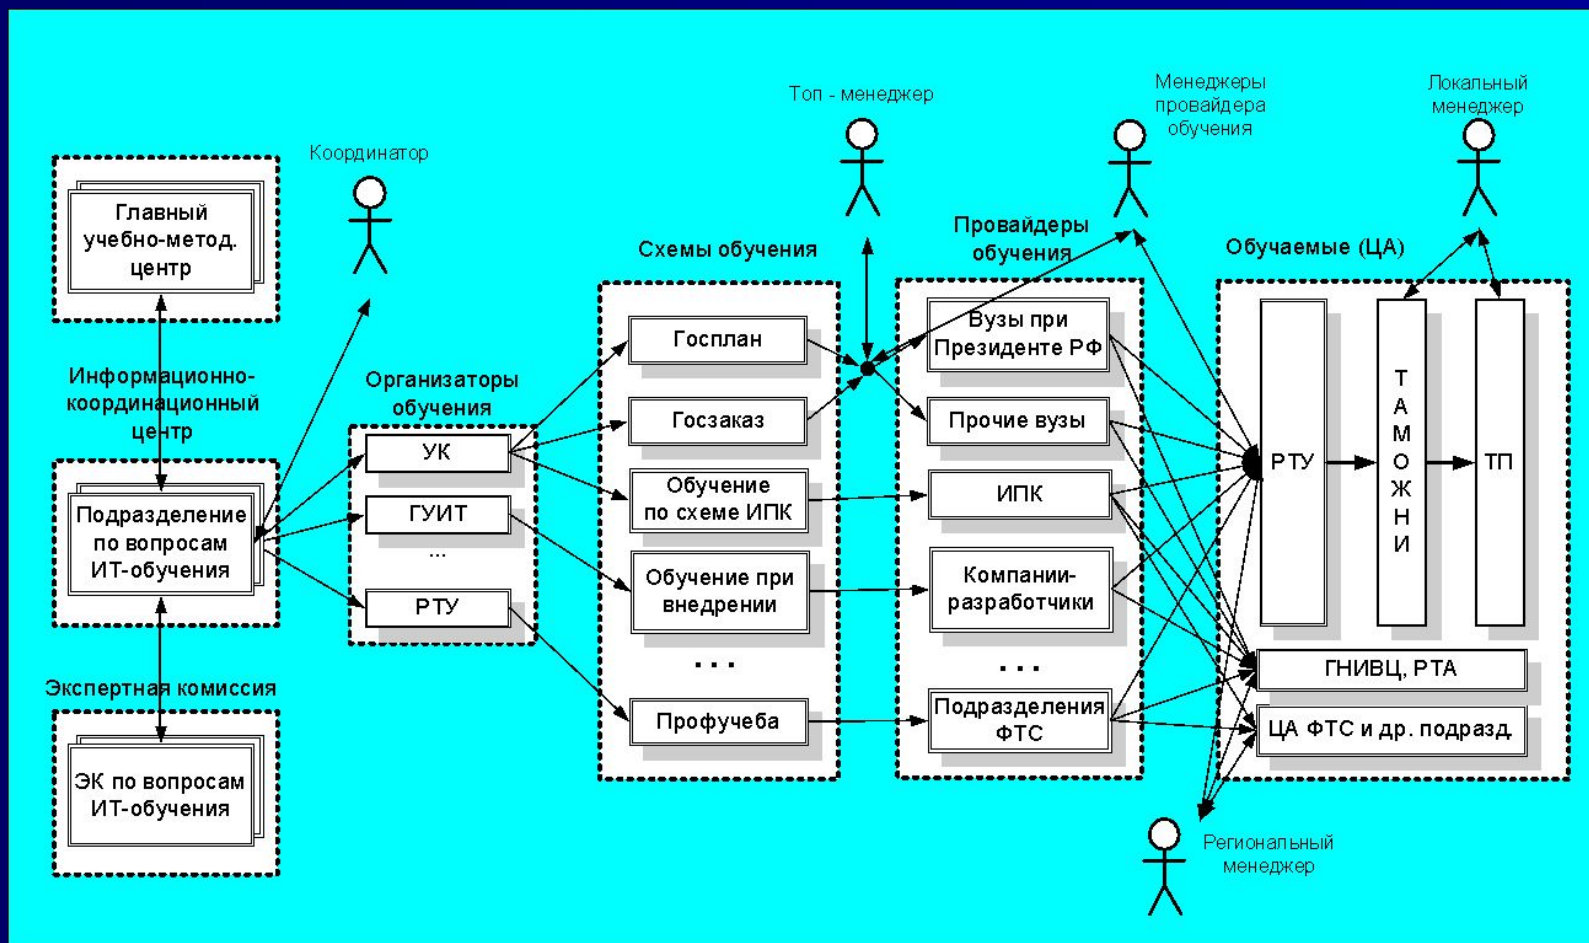 Топ - менеджер
Менеджеры
провайдера
обучения
Локальный
менеджер
Координатор
Главный
учебно-метод.
центр
Информационно-
координационный
центр
Подразделение
по вопросам
ИТ-обучения
Экспертная комиссия
ЭК по вопросам
ИТ-обучения
Организаторы
обучения
УК
ГУИТ
...
РТУ
Схемы обучения
Госплан
Госзаказ
Обучение
по схеме ИПК
Обучение при
внедрении
. . .
Профучеба
Провайдеры
обучения
Вузы при
Президенте РФ
Прочие вузы
ИПК
Компании-
разработчики
. . .
Подразделения
ФТС
Обучаемые (ЦА)
РТУ
ТАМОЖНИ
ТП
ГНИВЦ, РТА
ЦА ФТС и др. подразд.
Региональный
менеджер